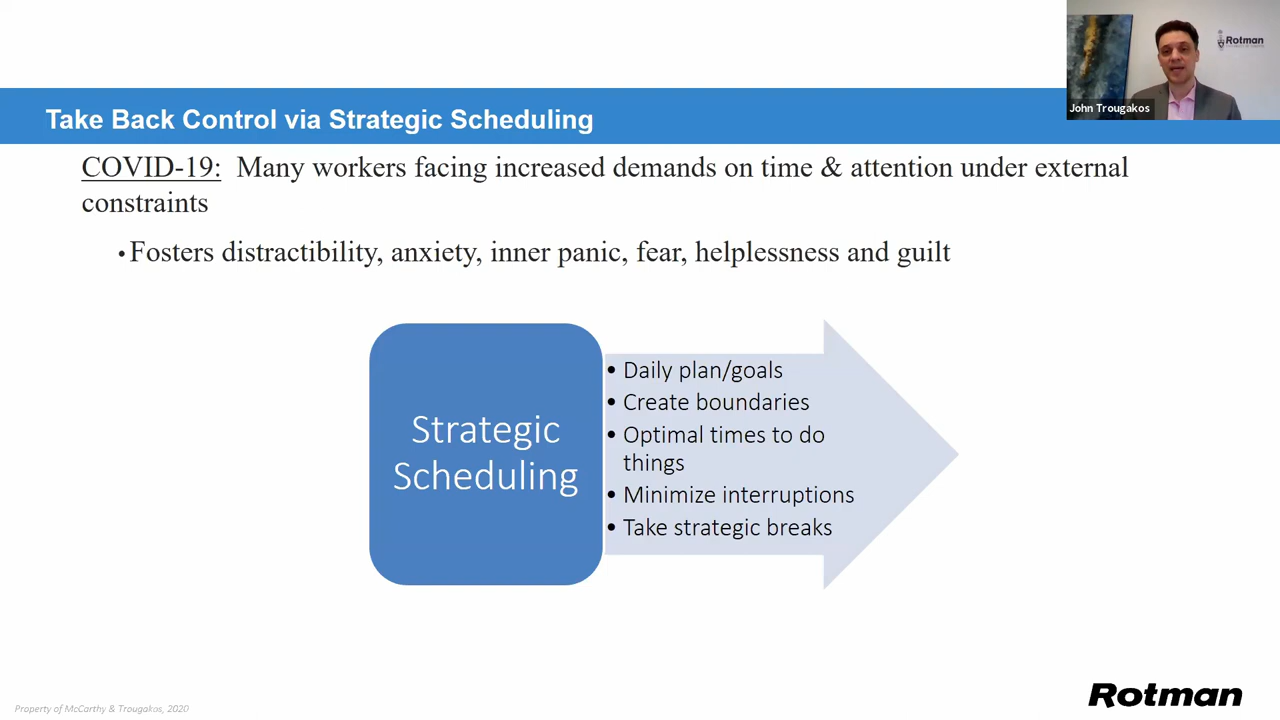 Rotman
John Trougakos
Take Back Control via Strategic Scheduling
COVID-19: Many workers facing increased demands on time & attention under external
constraints
• Fosters distractibility, anxiety, inner panic, fear, helplessness and guilt
Strategic
Scheduling
• Daily plan/goals
• Create boundaries
• Optimal times to do
things
• Minimize interruptions
• Take strategic breaks
Property of McCarthy & Trougakos, 2020
Rotman